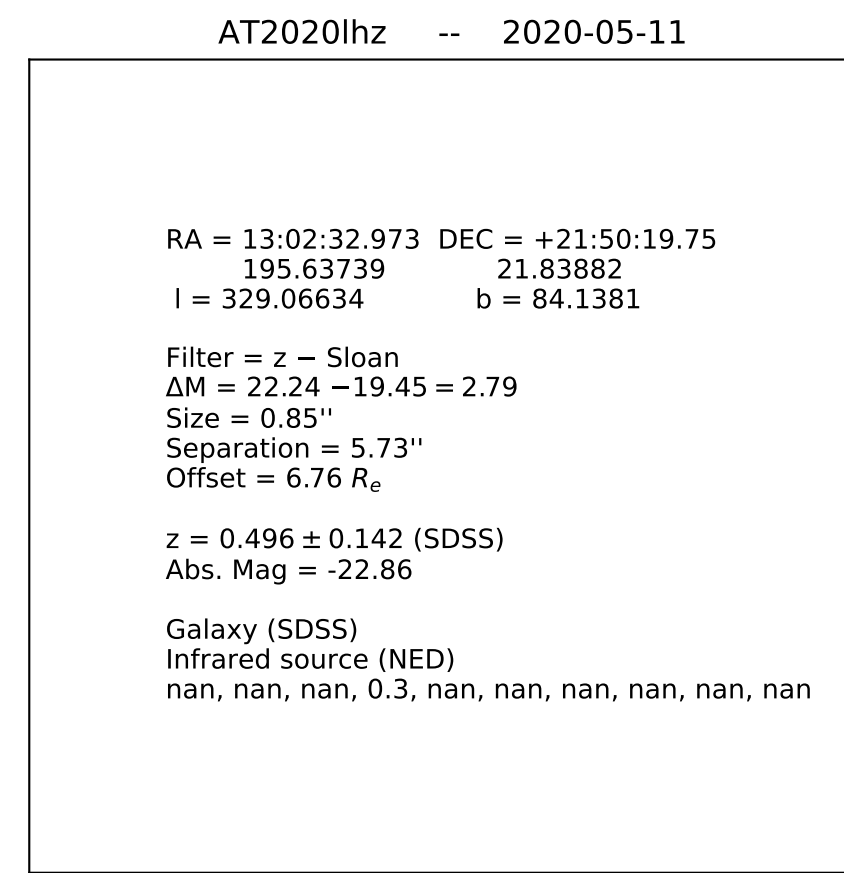 AT2020lhz -- 2020-05-11
RA = 13:02:32.973 DEC = +21:50:19.75
195.63739 21.83882
l = 329.06634 b = 84.1381
Filter = z − Sloan
ΔM = 22.24 −19.45 = 2.79
Size = 0.85''
Separation = 5.73''
Offset = 6.76 Rₑ
z = 0.496 ± 0.142 (SDSS)
Abs. Mag = -22.86
Galaxy (SDSS)
Infrared source (NED)
nan, nan, nan, 0.3, nan, nan, nan, nan, nan, nan